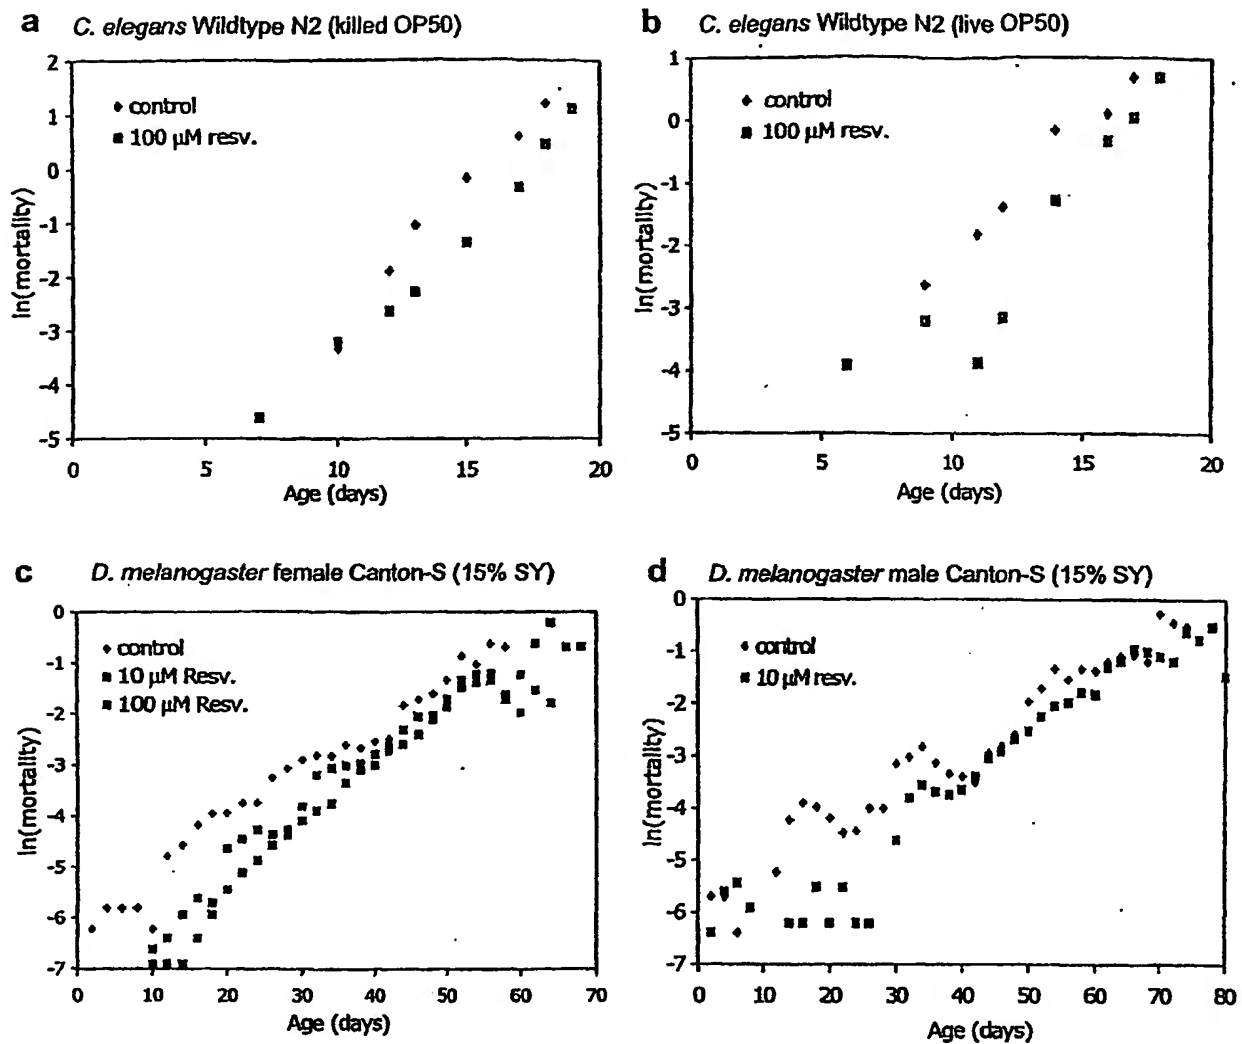 a C. elegans Wildtype N2 (killed OP50)
2
1
0
-1
-2
-3
-4
-5
ln(mortality)
control
100 µM resv.
0 5 10 15 20
Age (days)
b C. elegans Wildtype N2 (live OP50)
1
0
-1
-2
-3
-4
-5
ln(mortality)
control
100 µM resv.
0 5 10 15 20
Age (days)
c D. melanogaster female Canton-S (15% SY)
0
-1
-2
-3
-4
-5
-6
-7
ln(mortality)
control
10 µM Resv.
100 µM Resv.
0 10 20 30 40 50 60 70
Age (days)
d D. melanogaster male Canton-S (15% SY)
0
-1
-2
-3
-4
-5
-6
-7
ln(mortality)
control
10 µM resv.
0 10 20 30 40 50 60 70 80
Age (days)